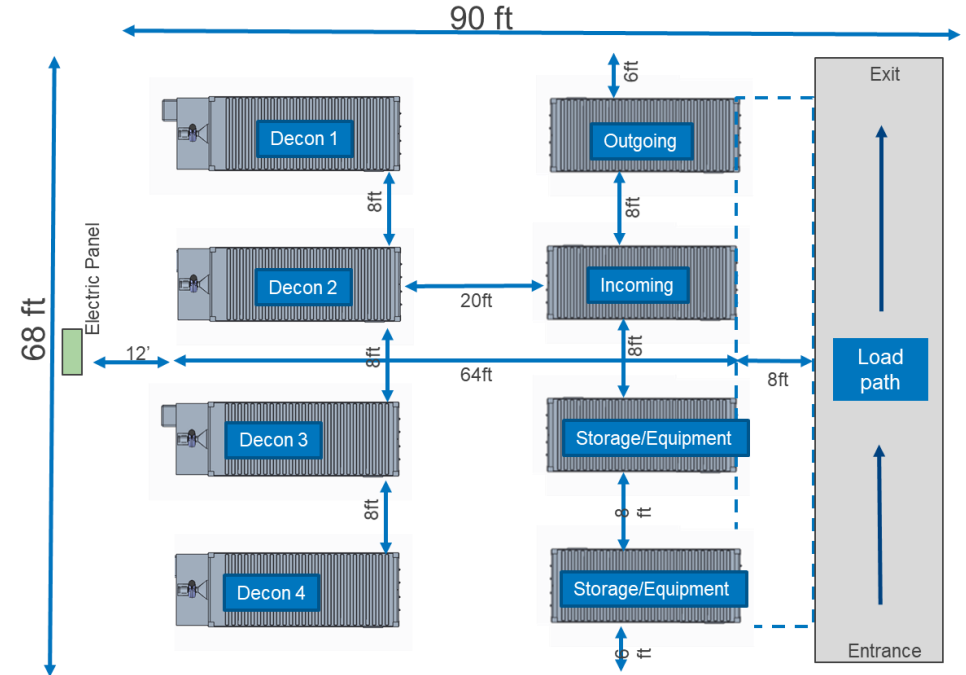 90 ft
6ft
Exit
Decon 1
Outgoing
8ft
8ft
Electric Panel
Decon 2
Incoming
20ft
68 ft
12’
8ft
64ft
8ft
8ft
Load
path
Decon 3
Storage/Equipment
8ft
8
ft
Decon 4
Storage/Equipment
6
ft
Entrance